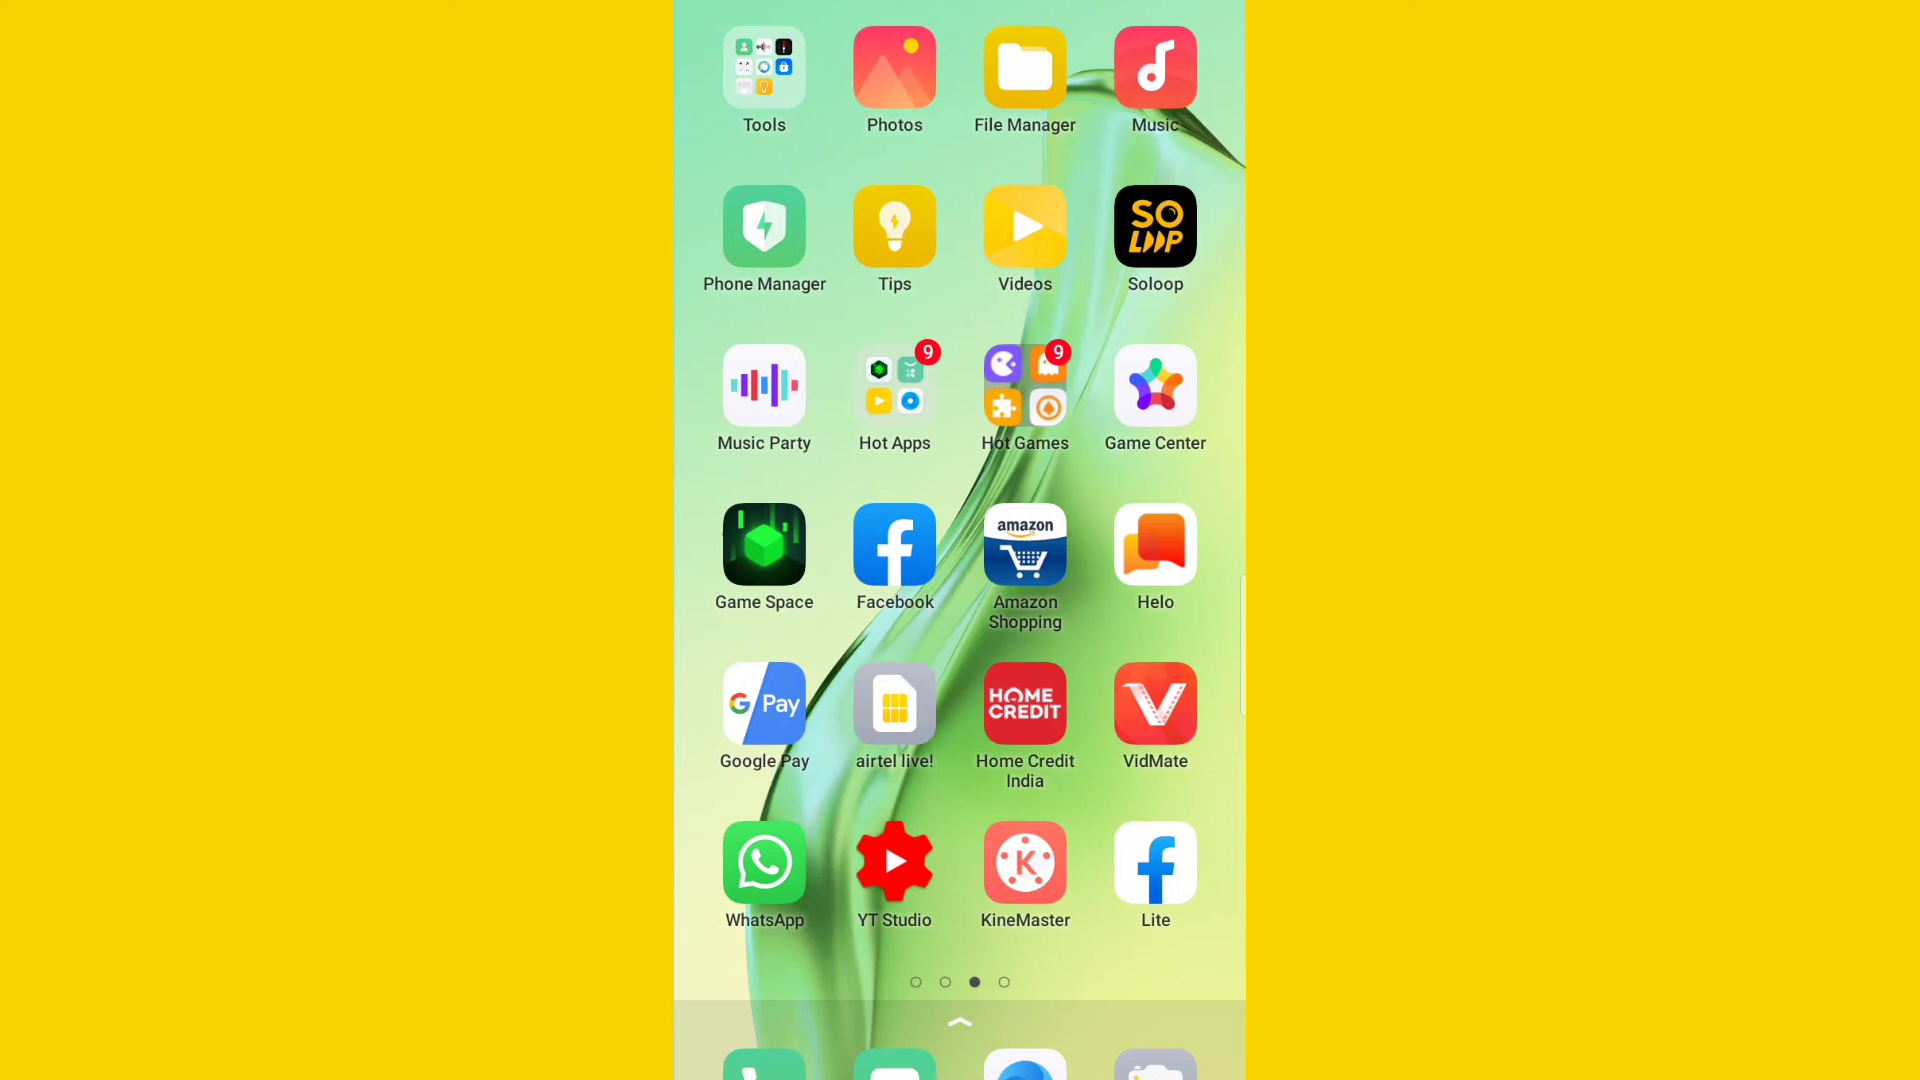 Tools
Photos
File Manager
Music
SO
LOOP
Phone Manager
Tips
Videos
Soloop
9
9
Music Party
Hot Apps
Hot Games
Game Center
amazon
Game Space
Facebook
Amazon
Shopping
Helo
G Pay
HOME
CREDIT
Google Pay
airtel live!
Home Credit
India
VidMate
K
WhatsApp
YT Studio
KineMaster
Lite